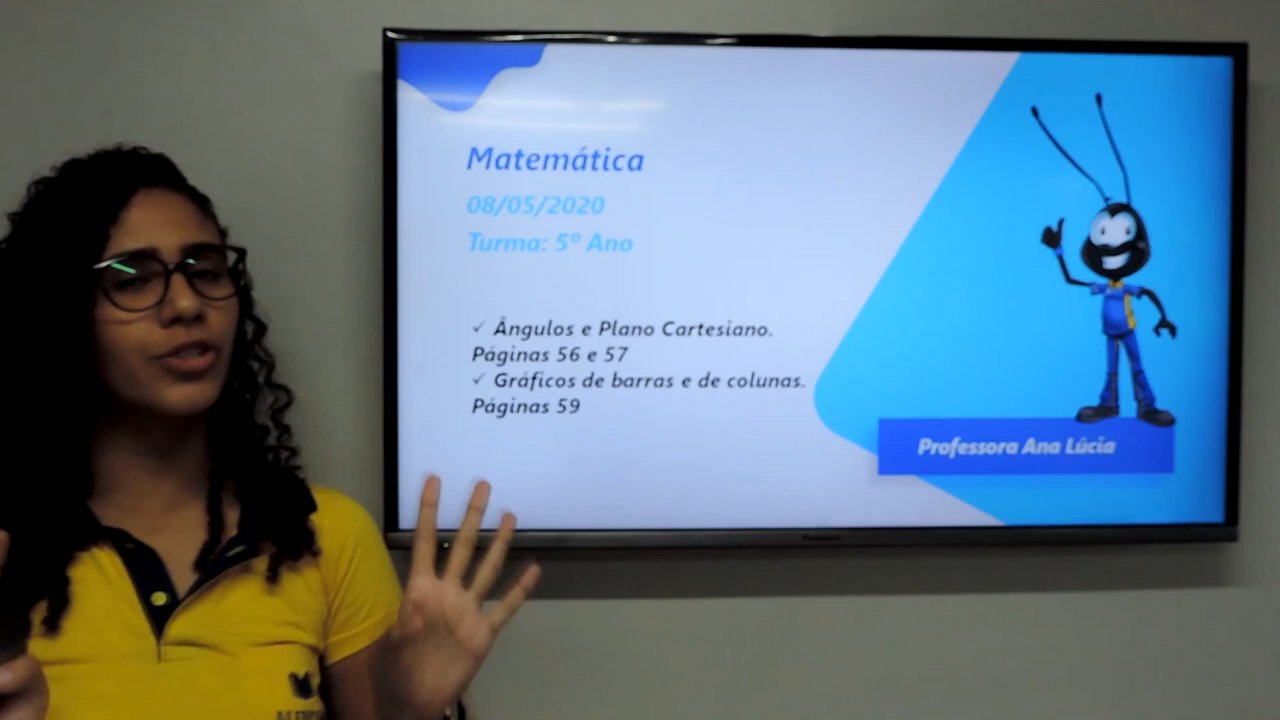 Matemática
08/05/2020
Turma: 5º Ano
✓ Ângulos e Plano Cartesiano.
Páginas 56 e 57
✓ Gráficos de barras e de colunas.
Páginas 59
Professora Ana Lúcia